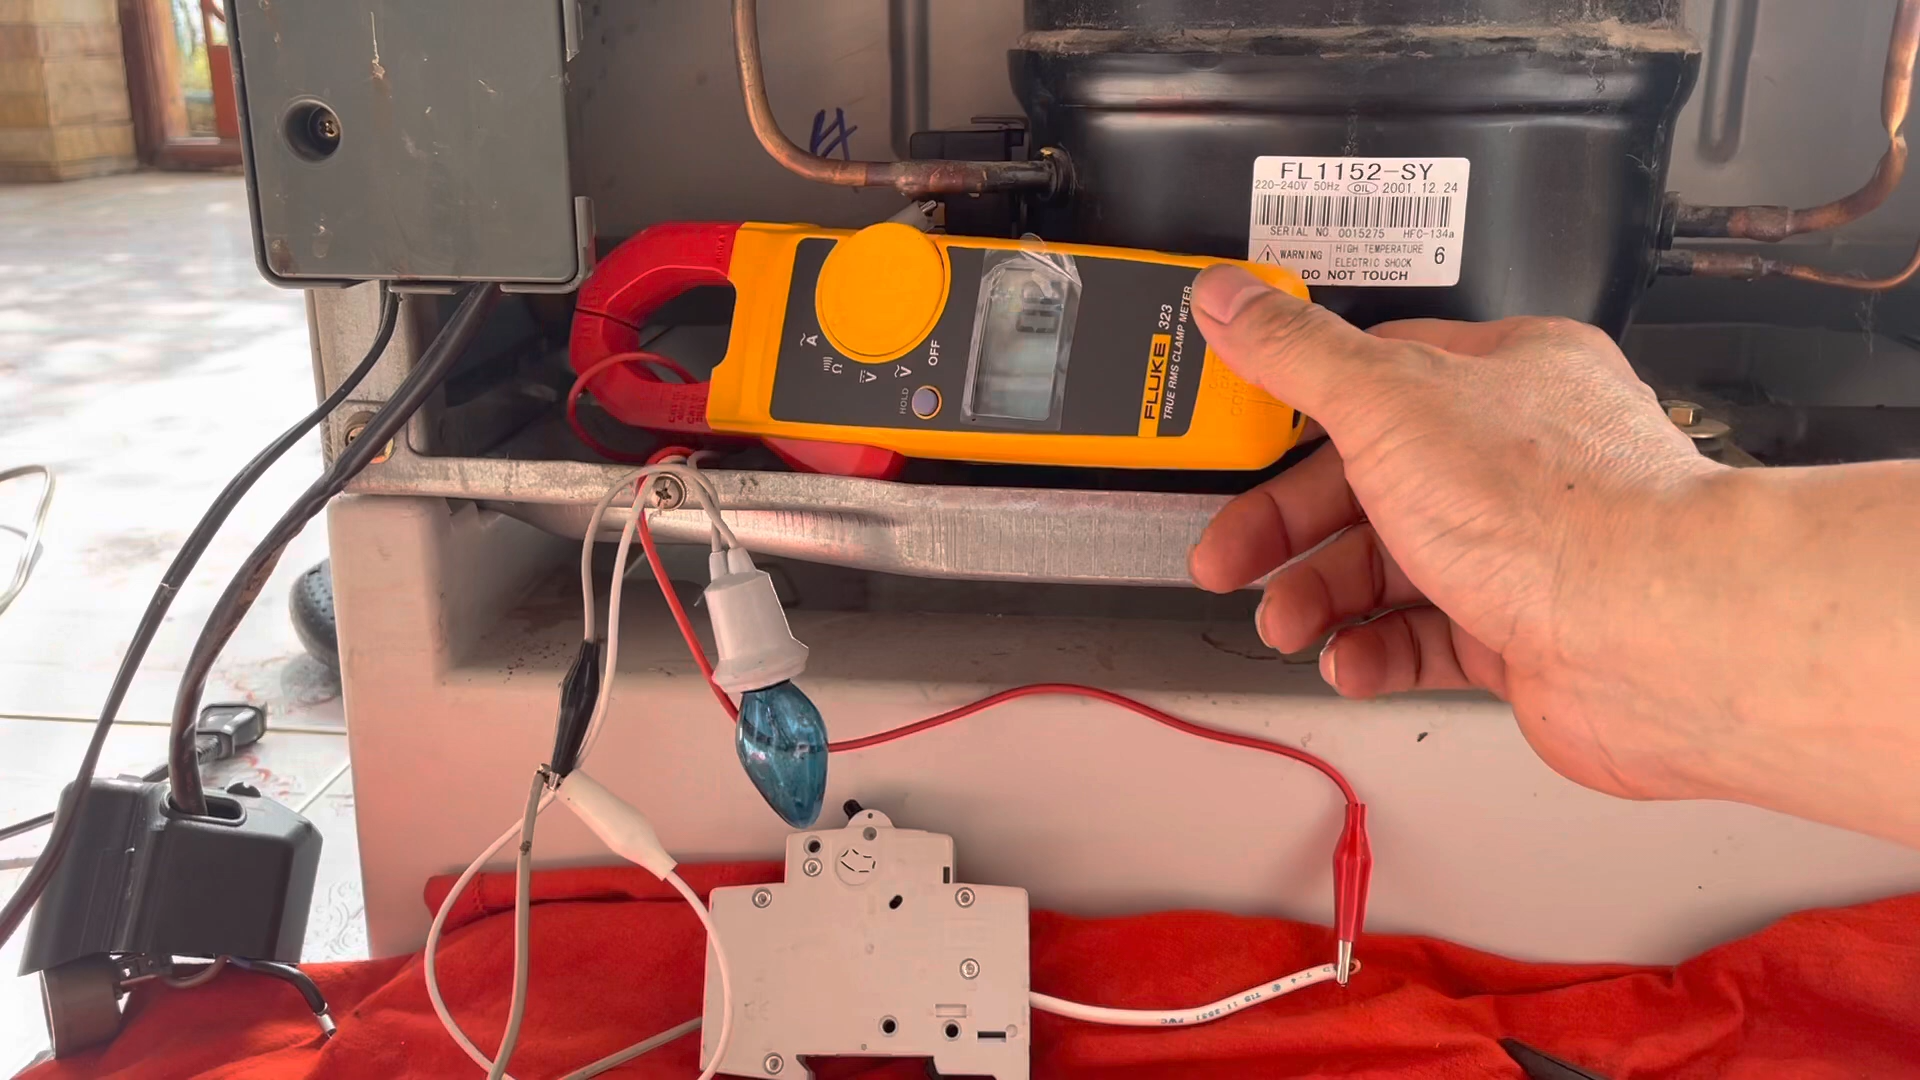 FL1152-SY
220-240V 50Hz OIL 2001.12.24
SERIAL NO. 0015275 HFC-134a
WARNING
HIGH TEMPERATURE
ELECTRIC SHOCK
6
DO NOT TOUCH
FLUKE 323
TRUE RMS CLAMP METER
OFF
Ṽ
V
Ω
Ã
HOLD